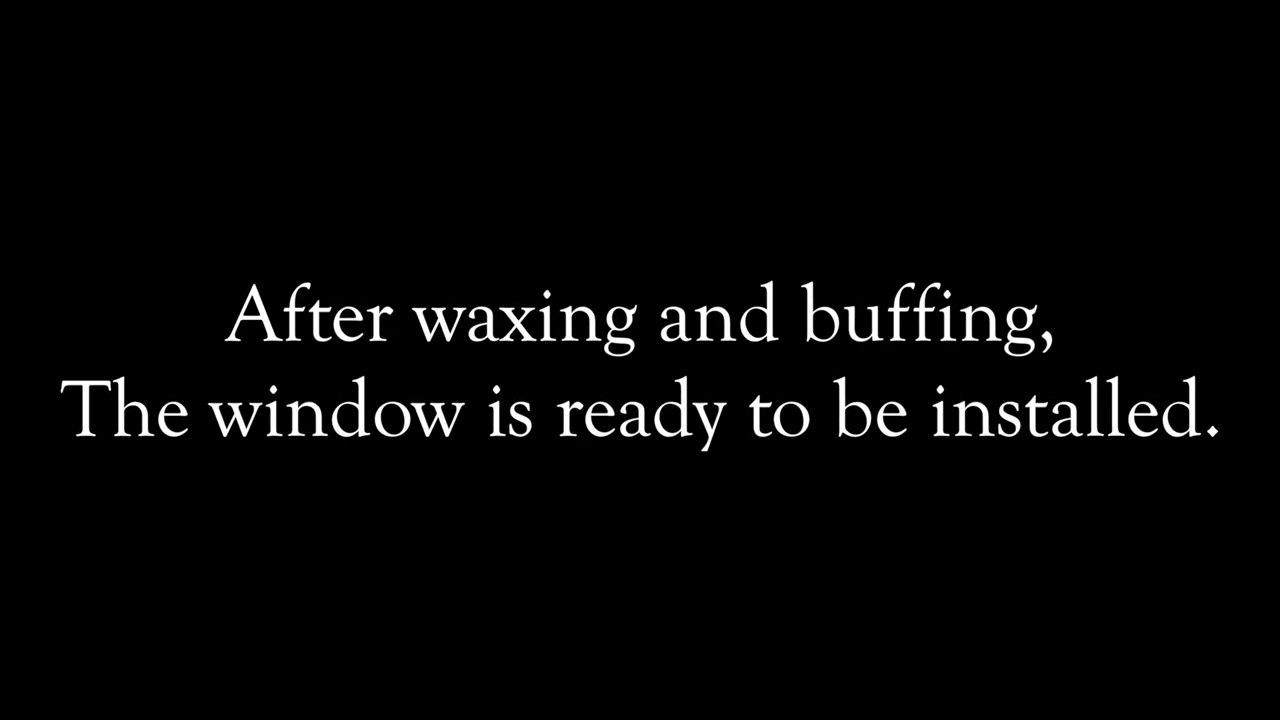 After waxing and buffing,
The window is ready to be installed.